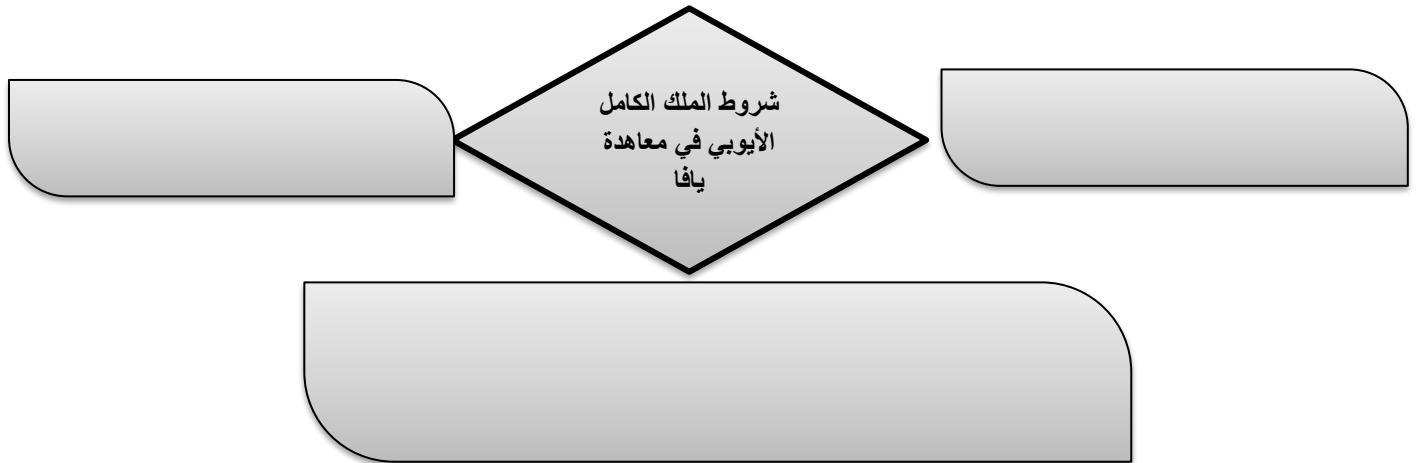 شروط الملك الكامل
الأيوبي في معاهدة
يافا